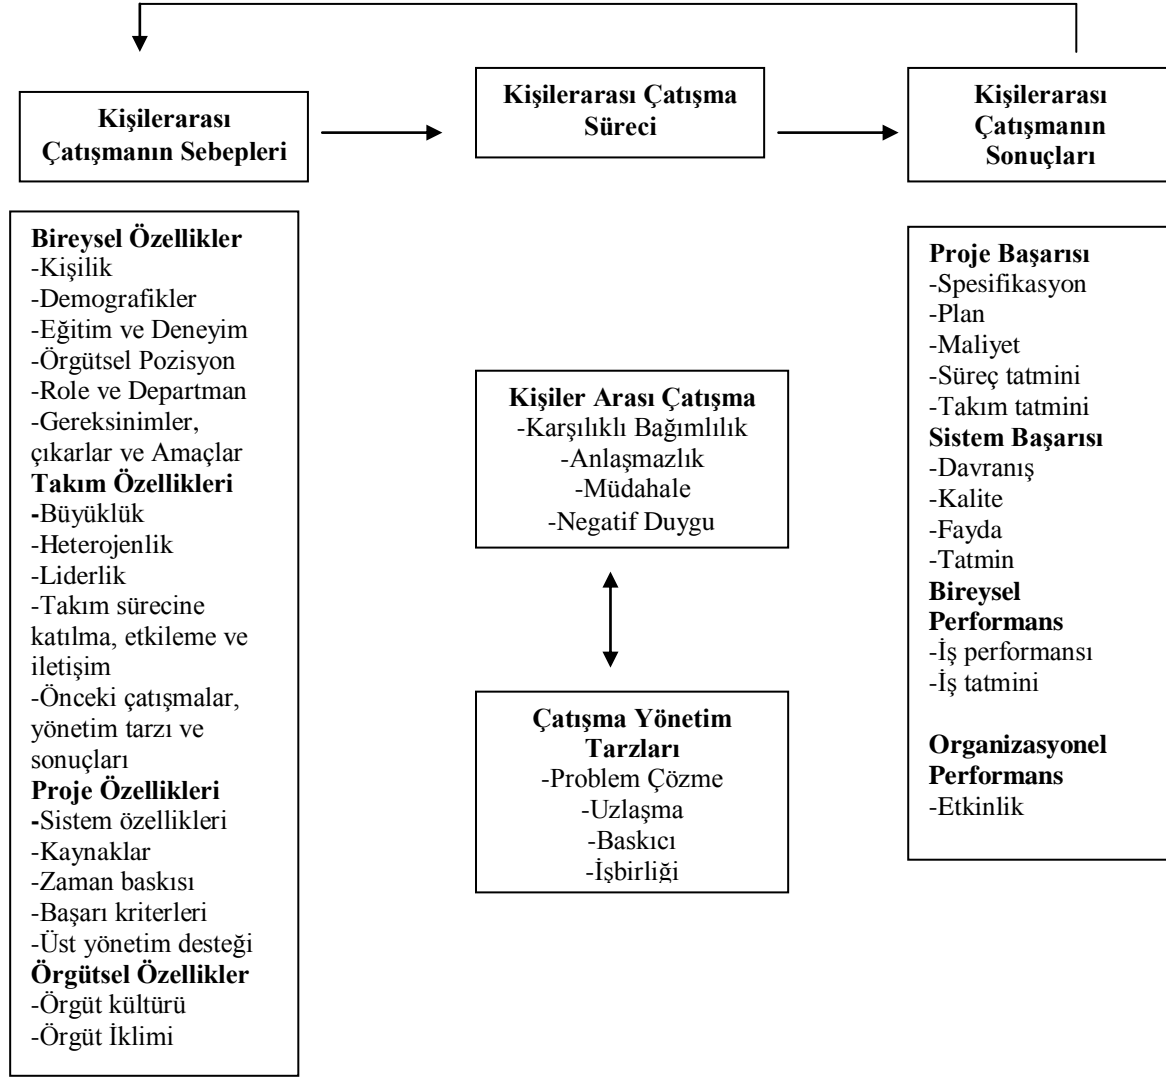 Kişilerarası
Çatışmanın Sebepleri
Kişilerarası Çatışma
Süreci
Kişilerarası
Çatışmanın
Sonuçları
Bireysel Özellikler
-Kişilik
-Demografikler
-Eğitim ve Deneyim
-Örgütsel Pozisyon
-Role ve Departman
-Gereksinimler,
çıkarlar ve Amaçlar
Takım Özellikleri
-Büyüklük
-Heterojenlik
-Liderlik
-Takım sürecine
katılma, etkileme ve
iletişim
-Önceki çatışmalar,
yönetim tarzı ve
sonuçları
Proje Özellikleri
-Sistem özellikleri
-Kaynaklar
-Zaman baskısı
-Başarı kriterleri
-Üst yönetim desteği
Örgütsel Özellikler
-Örgüt kültürü
-Örgüt İklimi
Kişiler Arası Çatışma
-Karşılıklı Bağımlılık
-Anlaşmazlık
-Müdahale
-Negatif Duygu
Çatışma Yönetim
Tarzları
-Problem Çözme
-Uzlaşma
-Baskıcı
-İşbirliği
Proje Başarısı
-Spesifikasyon
-Plan
-Maliyet
-Süreç tatmini
-Takım tatmini
Sistem Başarısı
-Davranış
-Kalite
-Fayda
-Tatmin
Bireysel
Performans
-İş performansı
-İş tatmini
Organizasyonel
Performans
-Etkinlik